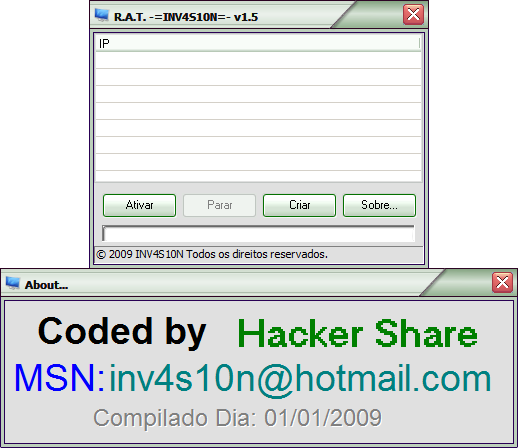 R.A.T. -=INV4S10N=- v1.5
IP
Ativar Parar Criar Sobre...
© 2009 INV4S10N Todos os direitos reservados.
About...
Coded by Hacker Share
MSN: inv4s10n@hotmail.com
Compilado Dia: 01/01/2009